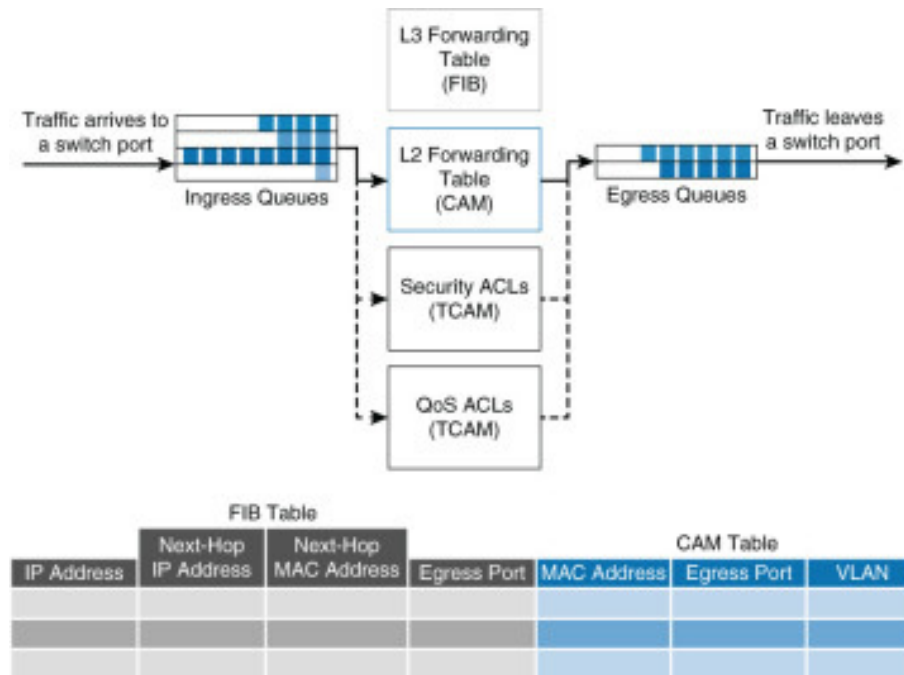 L3 Forwarding
Table
(FIB)
Traffic arrives to
a switch port
Ingress Queues
L2 Forwarding
Table
(CAM)
Traffic leaves
a switch port
Egress Queues
Security ACLs
(TCAM)
QoS ACLs
(TCAM)
FIB Table
IP Address
Next-Hop
IP Address
Next-Hop
MAC Address
Egress Port
CAM Table
MAC Address
Egress Port
VLAN